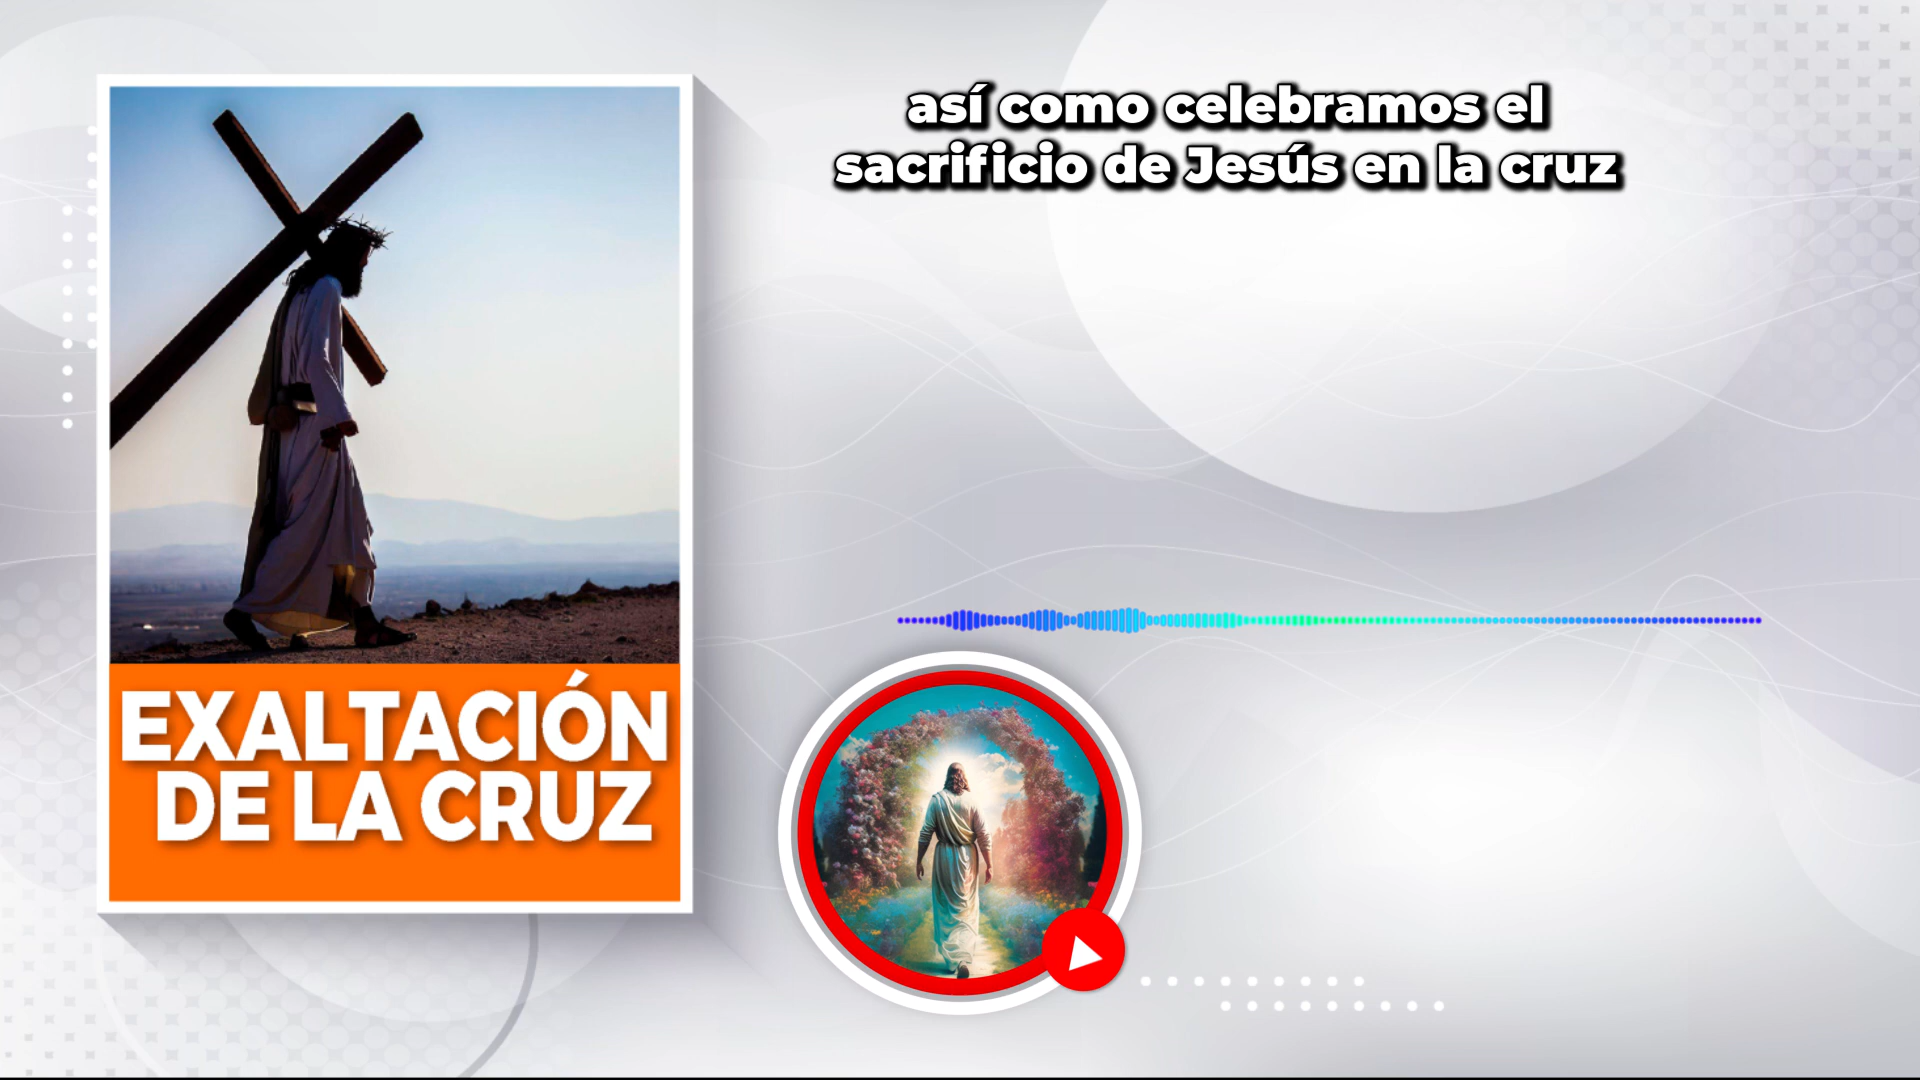 así como celebramos el
sacrificio de Jesús en la cruz
EXALTACIÓN
DE LA CRUZ